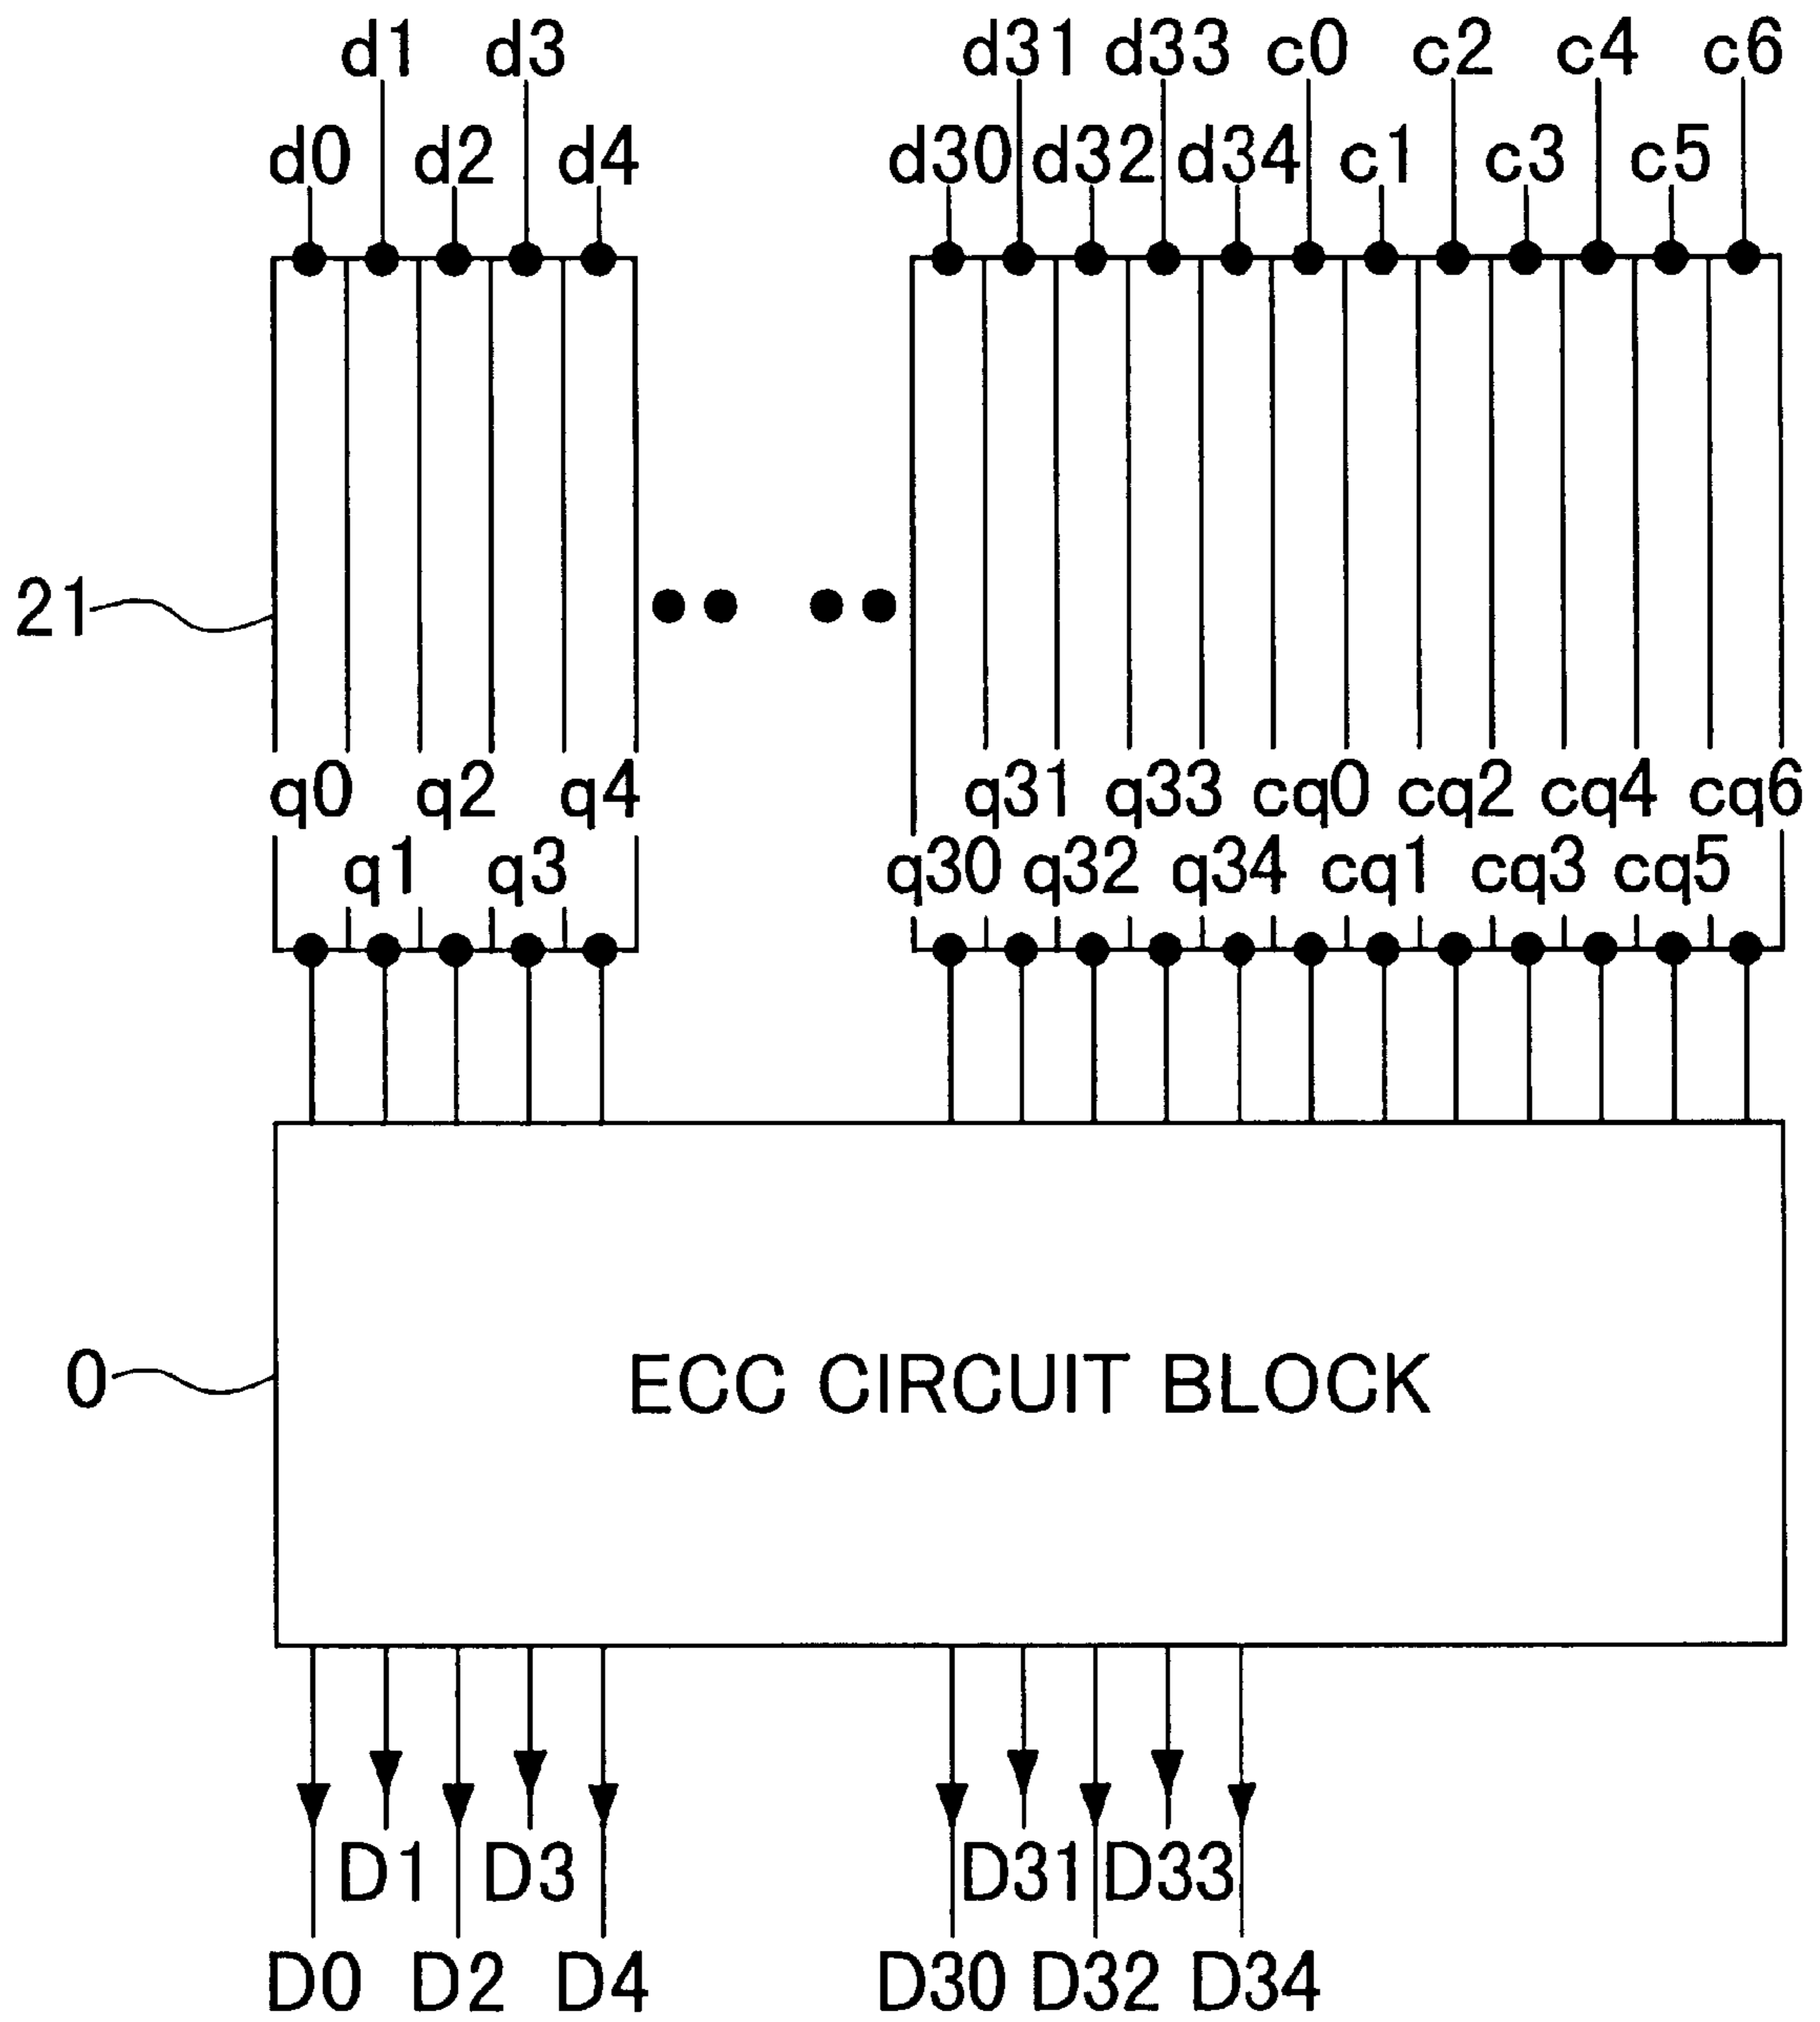 d1 d3 d31 d33 c0 c2 c4 c6
d0 d2 d4 d30 d32 d34 c1 c3 c5
21
q0 q2 q4 q31 q33 cq0 cq2 cq4 cq6
q1 q3 q30 q32 q34 cq1 cq3 cq5
0 ECC CIRCUIT BLOCK
D1 D3 D31 D33
D0 D2 D4 D30 D32 D34